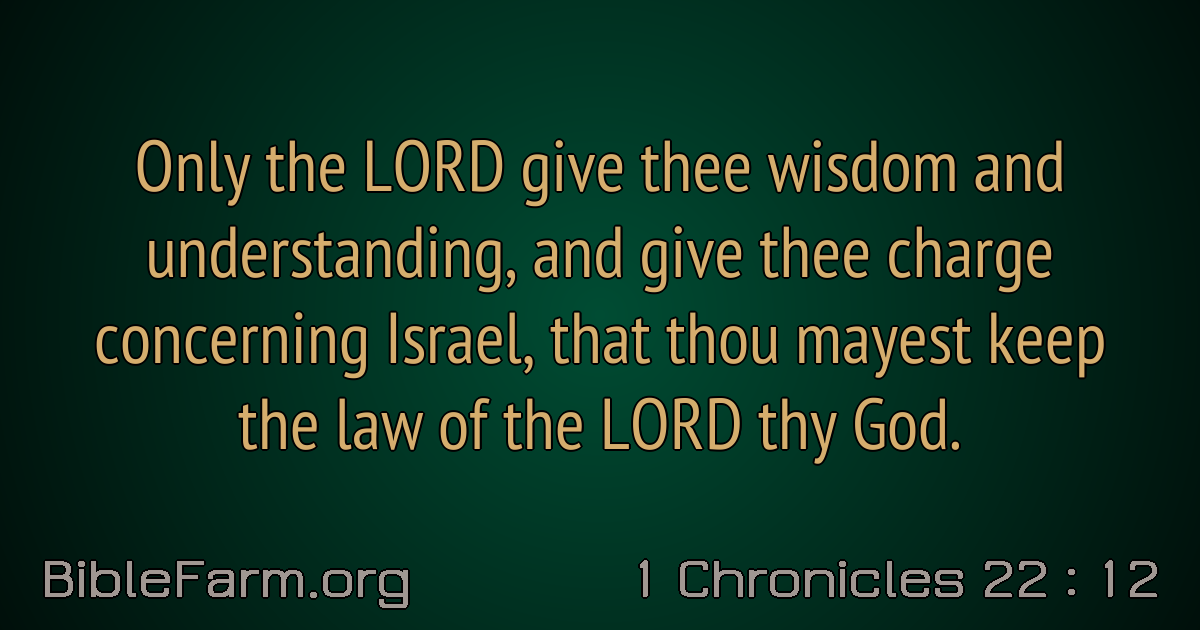 Only the LORD give thee wisdom and
understanding, and give thee charge
concerning Israel, that thou mayest keep
the law of the LORD thy God.
BibleFarm.org
1 Chronicles 22 : 12